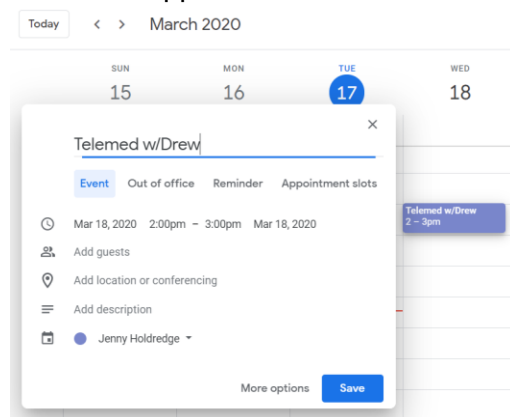 Today < > March 2020
SUN MON TUE WED
15 16 17 18
Telemed w/Drew
Event Out of office Reminder Appointment slots
Mar 18, 2020 2:00pm – 3:00pm Mar 18, 2020
Add guests
Add location or conferencing
Add description
Jenny Holdredge
More options Save
Telemed w/Drew
2 – 3pm